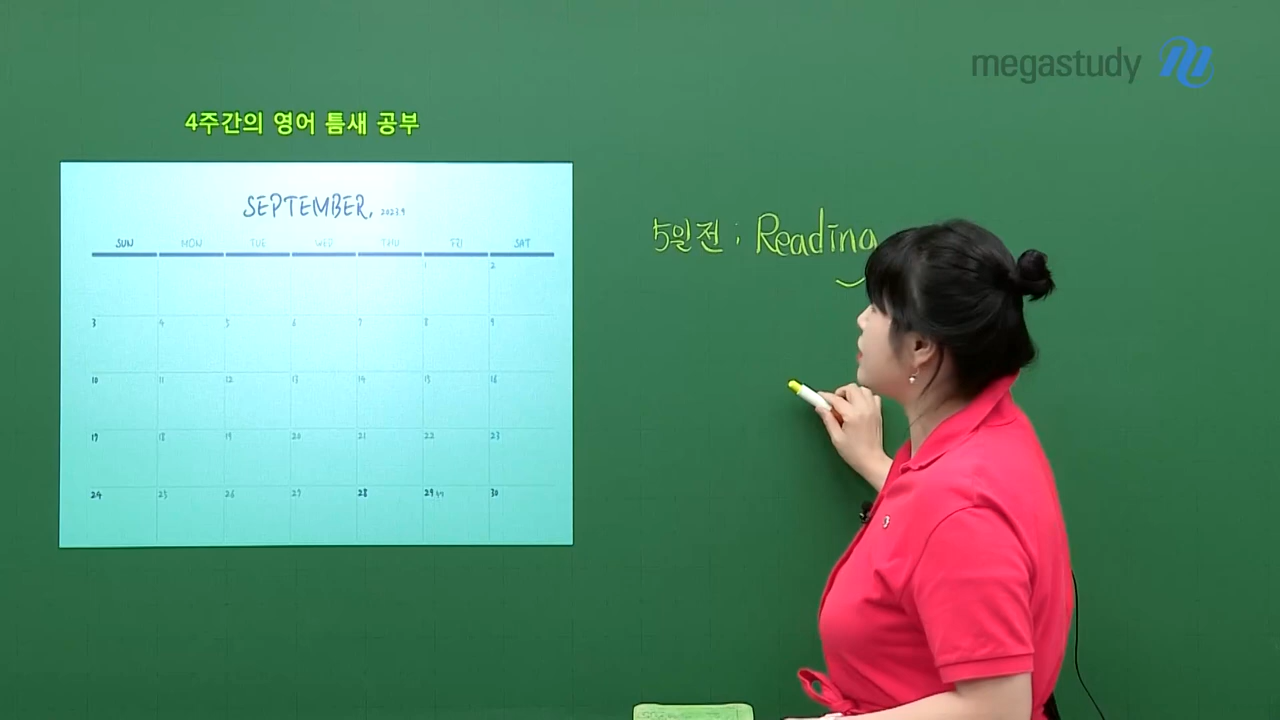 megastudy
4주간의 영어 틈새 공부
SEPTEMBER, 2023.9
SUN MON TUE WED THU FRI SAT
1 2
3 4 5 6 7 8 9
10 11 12 13 14 15 16
17 18 19 20 21 22 23
24 25 26 27 28 29 30
5일전 : Reading